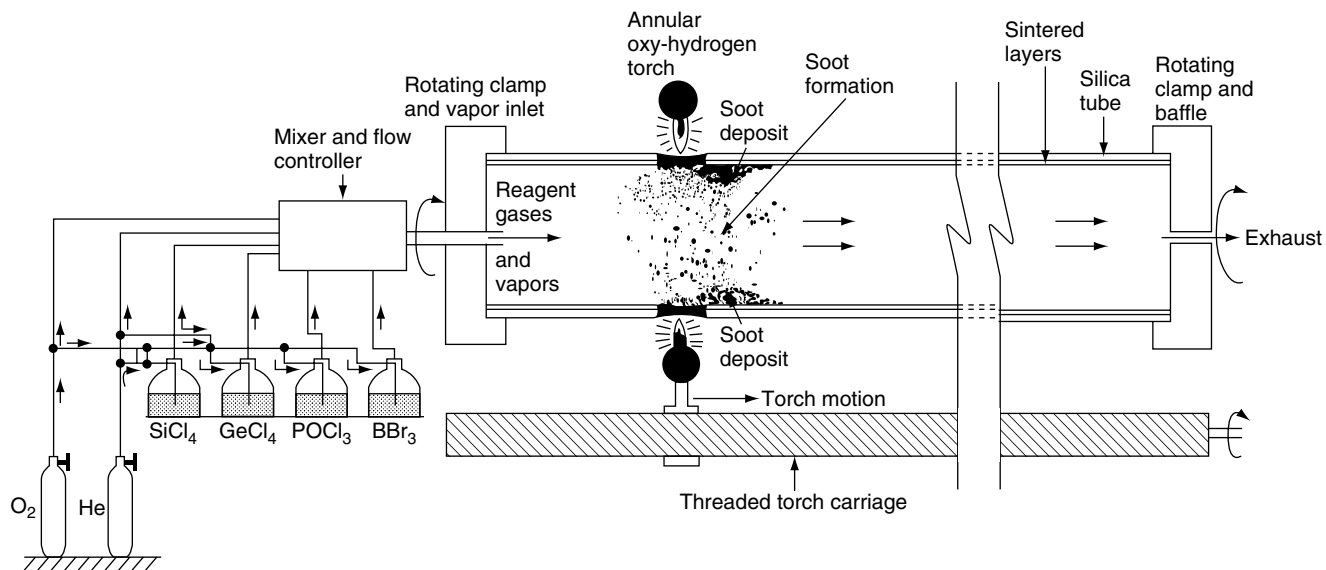 Annular
oxy-hydrogen
torch
Sintered
layers
Soot
formation
Silica
tube
Rotating
clamp and
baffle
Rotating clamp
and vapor inlet
Soot
deposit
Mixer and flow
controller
Reagent
gases
and
vapors
Exhaust
Soot
deposit
Torch motion
SiCl4
GeCl4
POCl3
BBr3
Threaded torch carriage
O2
He